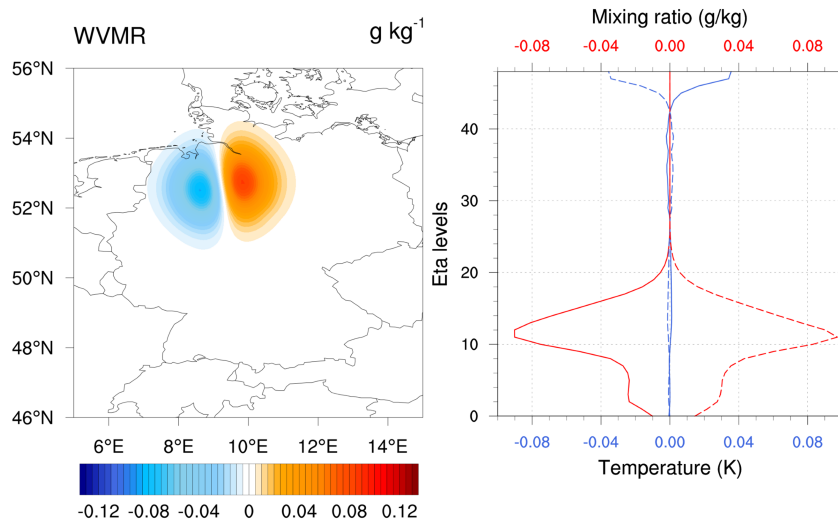 WVMR g kg-1
56°N
54°N
52°N
50°N
48°N
46°N
6°E 8°E 10°E 12°E 14°E
-0.12 -0.08 -0.04 0 0.04 0.08 0.12
Mixing ratio (g/kg)
-0.08 -0.04 0.00 0.04 0.08
Eta levels
40
30
20
10
0
-0.08 -0.04 0.00 0.04 0.08
Temperature (K)